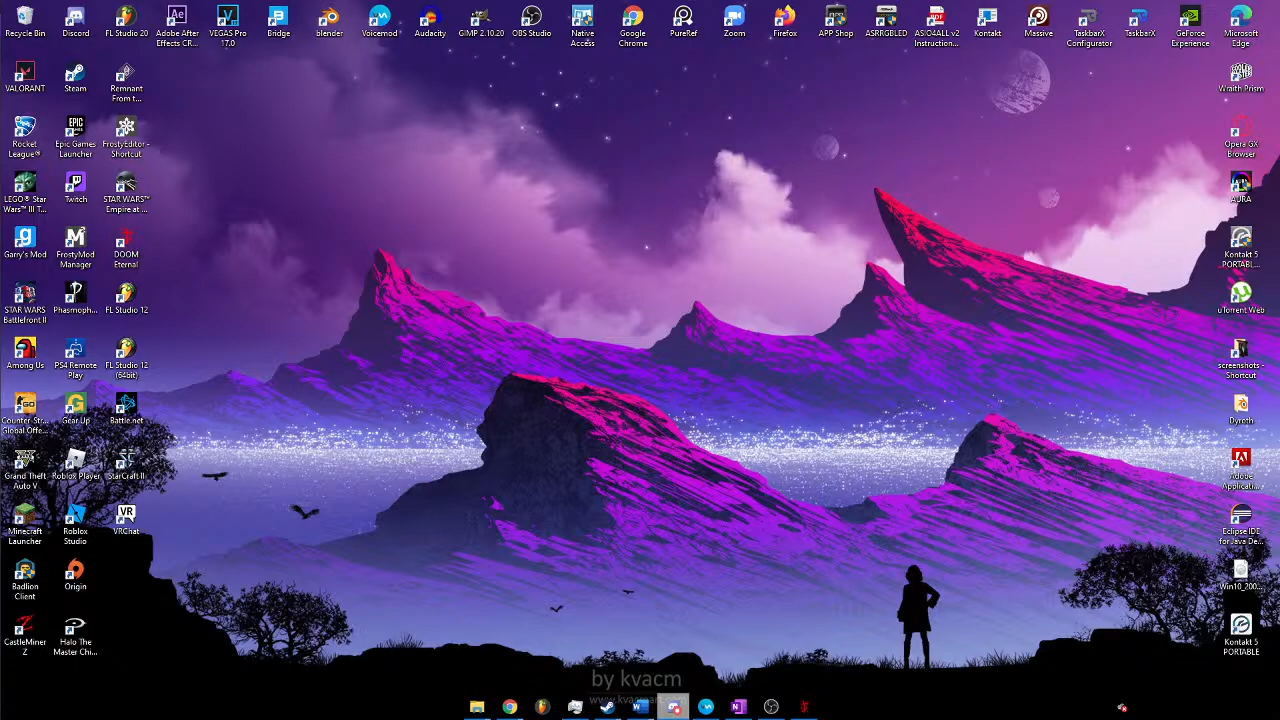 Recycle Bin
Discord
FL Studio 20
Adobe After
Effects CR...
VEGAS Pro
17.0
Bridge
blender
Voicemod
Audacity
GIMP 2.10.20
OBS Studio
Native
Access
Google
Chrome
PureRef
Zoom
Firefox
APP Shop
ASRRGBLED
ASIO4ALL v2
Instruction...
Kontakt
Massive
TaskbarX
Configurator
TaskbarX
GeForce
Experience
Microsoft
Edge
VALORANT
Steam
Remnant
From t...
Wraith Prism
Rocket
League®
Epic Games
Launcher
FrostyEditor -
Shortcut
Opera GX
Browser
LEGO® Star
Wars™ III T...
Twitch
STAR WARS™
Empire at ...
AURA
Garry's Mod
FrostyMod
Manager
DOOM
Eternal
Kontakt 5
PORTABL...
STAR WARS
Battlefront II
Phasmoph...
FL Studio 12
uTorrent Web
Among Us
PS4 Remote
Play
FL Studio 12
(64bit)
screenshots -
Shortcut
Counter-Str...
Global Offe...
Gear Up
Battle.net
Dyroth
Grand Theft
Auto V
Roblox Player
StarCraft II
Adobe
Applicati...
Minecraft
Launcher
Roblox
Studio
VRChat
Eclipse IDE
for Java De...
Badlion
Client
Origin
Win10_200...
CastleMiner
Z
Halo The
Master Chi...
Kontakt 5
PORTABLE
by kvacm
www.kvacmart.com